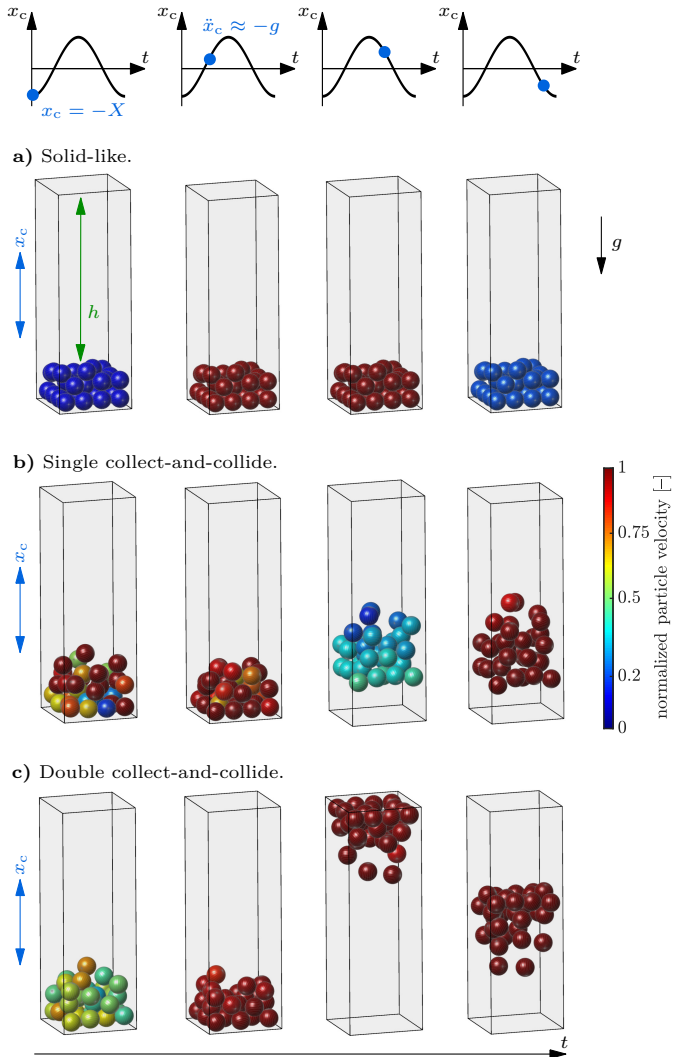 x_c x_c x_c x_c
ẍ_c ≈ −g
t t t t
x_c = −X
a) Solid-like.
x_c
h
g
b) Single collect-and-collide.
x_c
1
0.75
0.5
0.2
0
normalized particle velocity [−]
c) Double collect-and-collide.
x_c
t